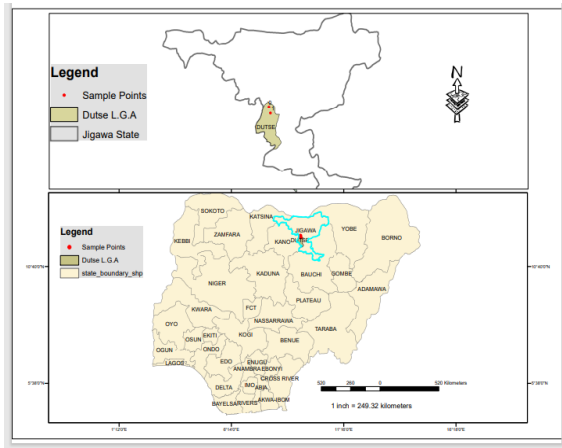 N
Legend
Sample Points
Dutse L.G.A
Jigawa State
DUTSE
Legend
Sample Points
Dutse L.G.A
state_boundary_shp
SOKOTO
KATSINA
JIGAWA
YOBE
BORNO
ZAMFARA
KEBBI
KANO
DUTSE
KADUNA
BAUCHI
GOMBE
ADAMAWA
NIGER
PLATEAU
KWARA
FCT
NASSARRAWA
TARABA
OYO
KOGI
BENUE
OSUN
EKITI
OGUN
ONDO
EDO
ENUGU
LAGOS
ANAMBRA
EBONYI
CROSS RIVER
DELTA
IMO
ABIA
BAYELSA
RIVERS
AKWA-IBOM
520 260 0 520 Kilometers
1 inch = 249.32 kilometers